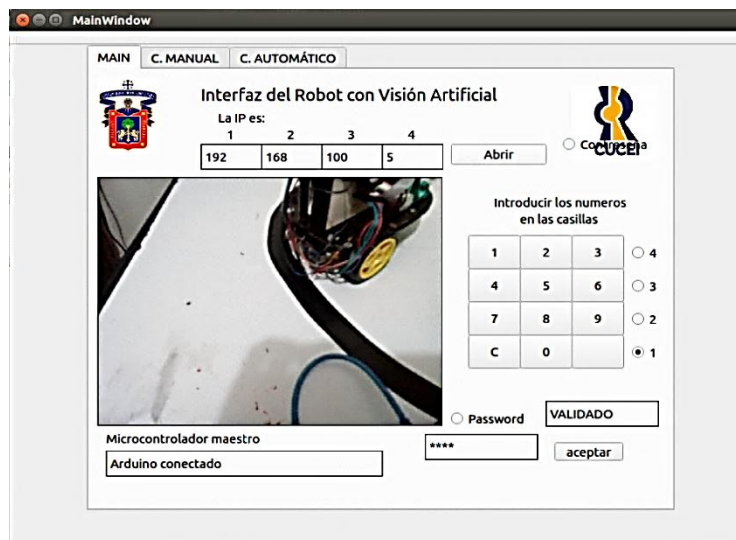 MainWindow
MAIN C. MANUAL C. AUTOMÁTICO
Interfaz del Robot con Visión Artificial
La IP es:
1 2 3 4
192 168 100 5 Abrir
CUCEI
Introducir los numeros
en las casillas
1 2 3 4
4 5 6 3
7 8 9 2
C 0 1
Password VALIDADO
Microcontrolador maestro
**** aceptar
Arduino conectado